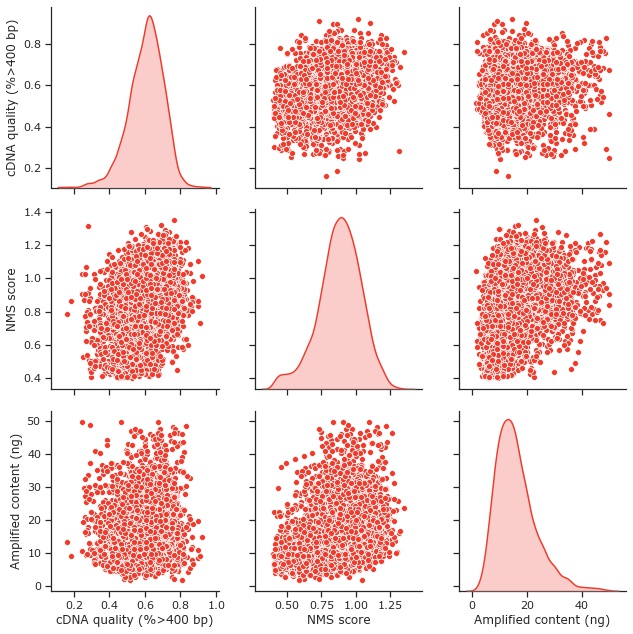 cDNA quality (%>400 bp)
0.8
0.6
0.4
0.2
NMS score
1.4
1.2
1.0
0.8
0.6
0.4
Amplified content (ng)
50
40
30
20
10
0
0.2 0.4 0.6 0.8 1.0
cDNA quality (%>400 bp)
0.50 0.75 1.00 1.25
NMS score
0 20 40
Amplified content (ng)